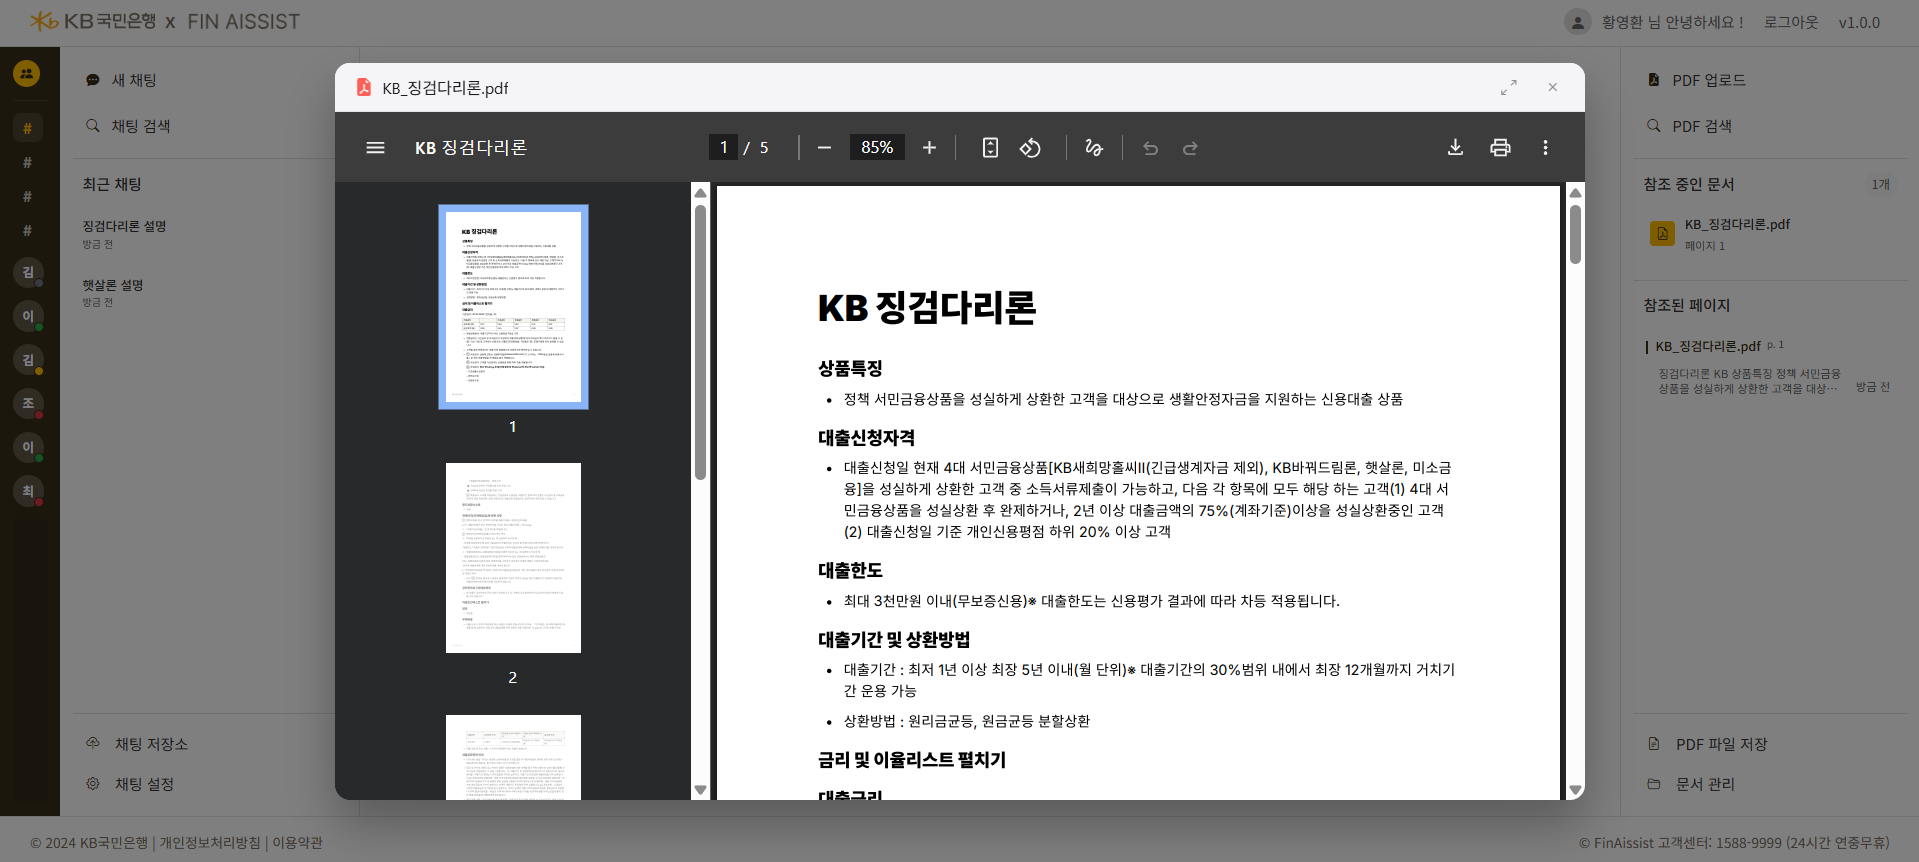 KB국민은행 x FIN AISSIST
황영환 님 안녕하세요 !
로그아웃
v1.0.0
새 채팅
채팅 검색
최근 채팅
징검다리론 설명
방금 전
햇살론 설명
방금 전
채팅 저장소
채팅 설정
#
#
#
#
김
이
김
조
이
최
KB_징검다리론.pdf
KB 징검다리론
1 / 5
85%
1
2
KB 징검다리론
상품특징
• 정책 서민금융상품을 성실하게 상환한 고객을 대상으로 생활안정자금을 지원하는 신용대출 상품
대출신청자격
• 대출신청일 현재 4대 서민금융상품[KB새희망홀씨II(긴급생계자금 제외), KB바꿔드림론, 햇살론, 미소금
융]을 성실하게 상환한 고객 중 소득서류제출이 가능하고, 다음 각 항목에 모두 해당 하는 고객(1) 4대 서
민금융상품을 성실상환 후 완제하거나, 2년 이상 대출금액의 75%(계좌기준)이상을 성실상환중인 고객
(2) 대출신청일 기준 개인신용평점 하위 20% 이상 고객
대출한도
• 최대 3천만원 이내(무보증신용)※ 대출한도는 신용평가 결과에 따라 차등 적용됩니다.
대출기간 및 상환방법
• 대출기간 : 최저 1년 이상 최장 5년 이내(월 단위)※ 대출기간의 30%범위 내에서 최장 12개월까지 거치기
간 운용 가능
• 상환방법 : 원리금균등, 원금균등 분할상환
금리 및 이율리스트 펼치기
대출금리
PDF 업로드
PDF 검색
참조 중인 문서
1개
KB_징검다리론.pdf
페이지 1
참조된 페이지
KB_징검다리론.pdf p. 1
징검다리론 KB 상품특징 정책 서민금융
상품을 성실하게 상환한 고객을 대상…
방금 전
PDF 파일 저장
문서 관리
© 2024 KB국민은행 | 개인정보처리방침 | 이용약관
© FinAissist 고객센터: 1588-9999 (24시간 연중무휴)